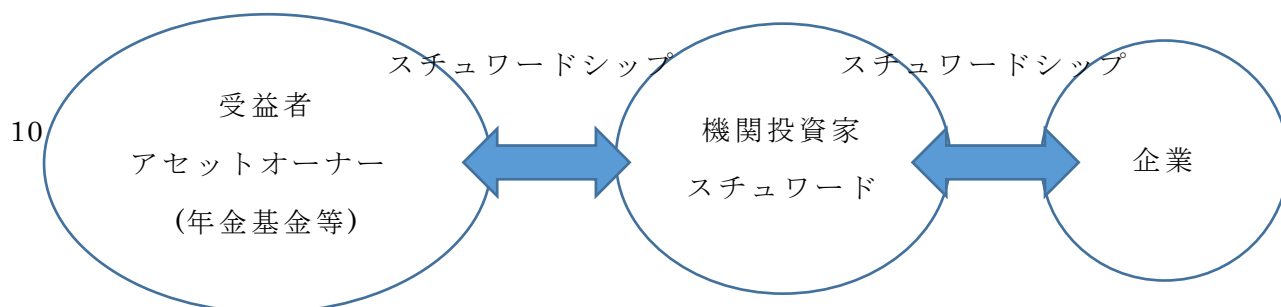 スチュワードシップ
スチュワードシップ
10
受益者
アセットオーナー
(年金基金等)
機関投資家
スチュワード
企業